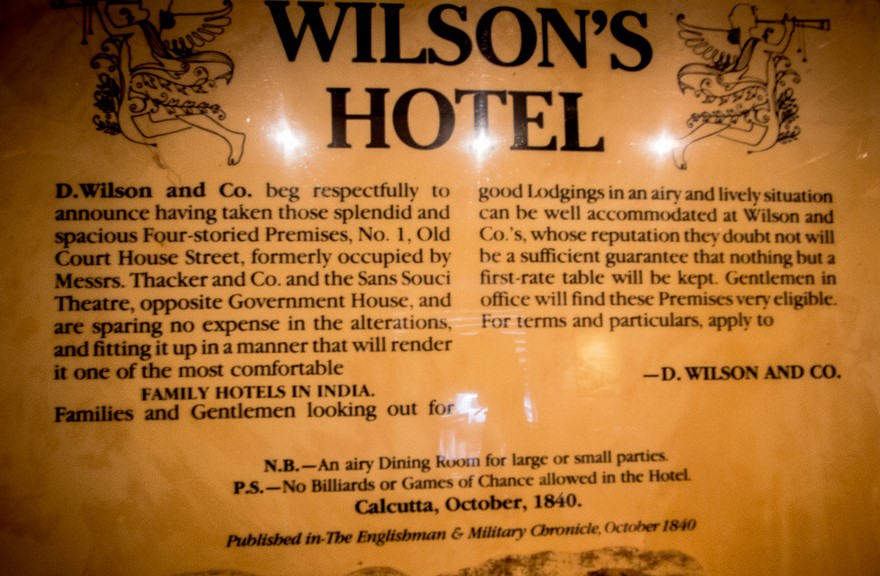 WILSON'S
HOTEL
D.Wilson and Co. beg respectfully to
announce having taken those splendid and
spacious Four-storied Premises, No. 1, Old
Court House Street, formerly occupied by
Messrs. Thacker and Co. and the Sans Souci
Theatre, opposite Government House, and
are sparing no expense in the alterations,
and fitting it up in a manner that will render
it one of the most comfortable
FAMILY HOTELS IN INDIA.
Families and Gentlemen looking out for
good Lodgings in an airy and lively situation
can be well accommodated at Wilson and
Co.'s, whose reputation they doubt not will
be a sufficient guarantee that nothing but a
first-rate table will be kept. Gentlemen in
office will find these Premises very eligible.
For terms and particulars, apply to
—D. WILSON AND CO.
N.B.—An airy Dining Room for large or small parties.
P.S.—No Billiards or Games of Chance allowed in the Hotel.
Calcutta, October, 1840.
Published in-The Englishman & Military Chronicle, October 1840